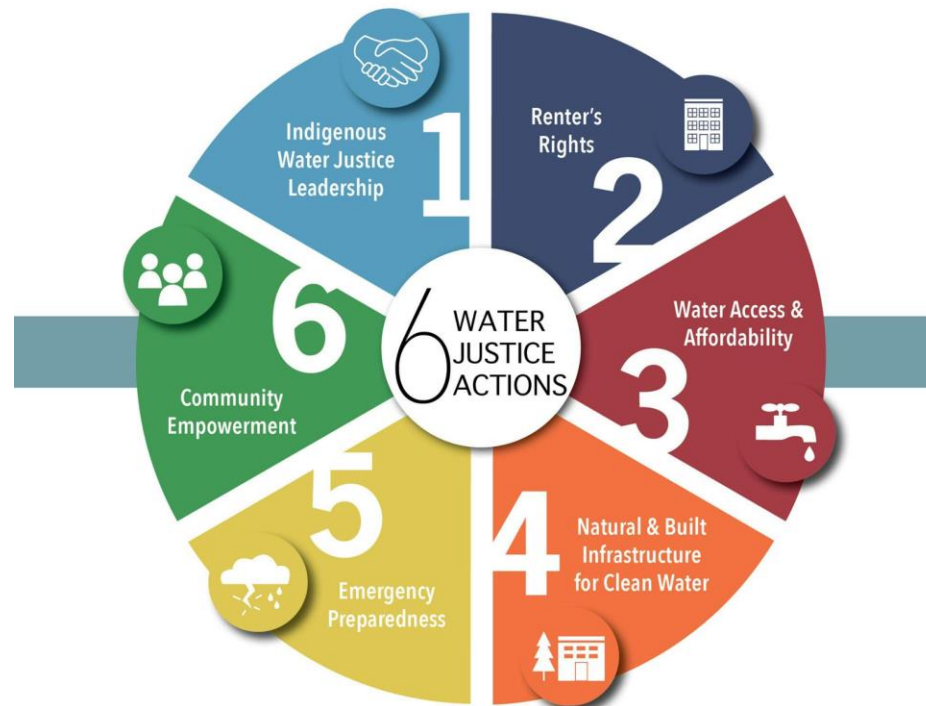 1
Indigenous
Water Justice
Leadership
2
Renter's
Rights
3
Water Access &
Affordability
4
Natural & Built
Infrastructure
for Clean Water
5
Emergency
Preparedness
6
Community
Empowerment
6 WATER
JUSTICE
ACTIONS